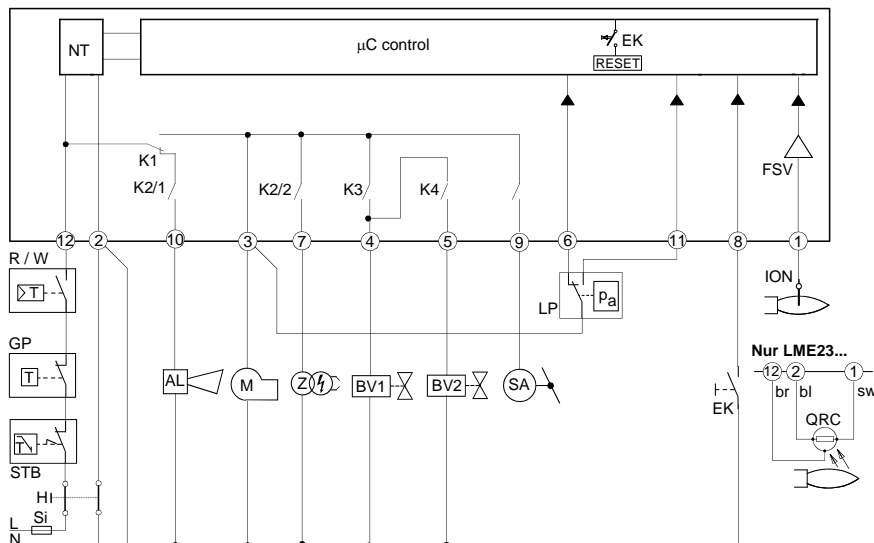 NT
µC control
EK
RESET
K1
K2/1
K2/2
K3
K4
FSV
12 2 10 3 7 4 5 9 6 11 8 1
R / W
T
LP
pa
ION
GP
T
AL
M
Z
BV1
BV2
SA
EK
Nur LME23...
12 2 1
br bl sw
QRC
T
STB
H
L
Si
N